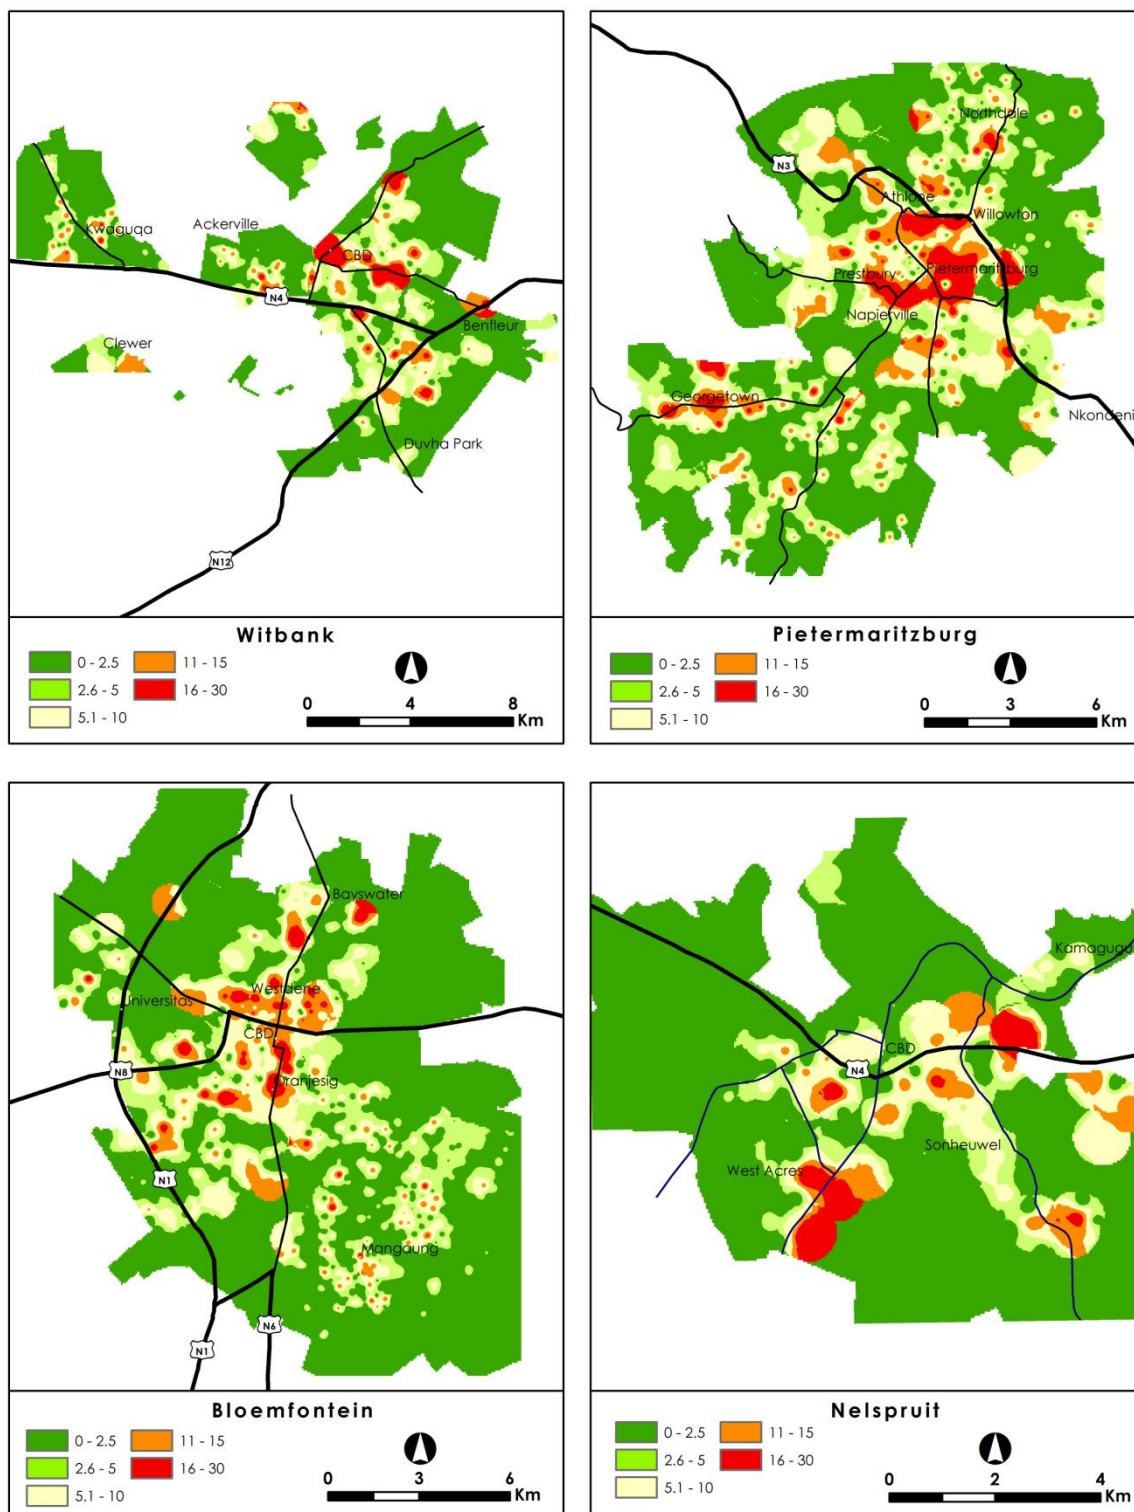 Kwaguqa
Ackerville
CBD
N4
Benfleur
Clewer
Duvha Park
N12
Witbank
0 - 2.5
11 - 15
2.6 - 5
16 - 30
5.1 - 10
0 4 8
Km
Northdale
N3
Athlone
Willowton
Prestbury
Pietermaritzburg
Napierville
Georgetown
Nkondeni
Pietermaritzburg
0 - 2.5
11 - 15
2.6 - 5
16 - 30
5.1 - 10
0 3 6
Km
Bayswater
Universitas
Westdene
CBD
N8
Oranjesig
N1
Mangaung
N6
N1
Bloemfontein
0 - 2.5
11 - 15
2.6 - 5
16 - 30
5.1 - 10
0 3 6
Km
Kamagugu
CBD
N4
Sonheuwel
West Acres
Nelspruit
0 - 2.5
11 - 15
2.6 - 5
16 - 30
5.1 - 10
0 2 4
Km